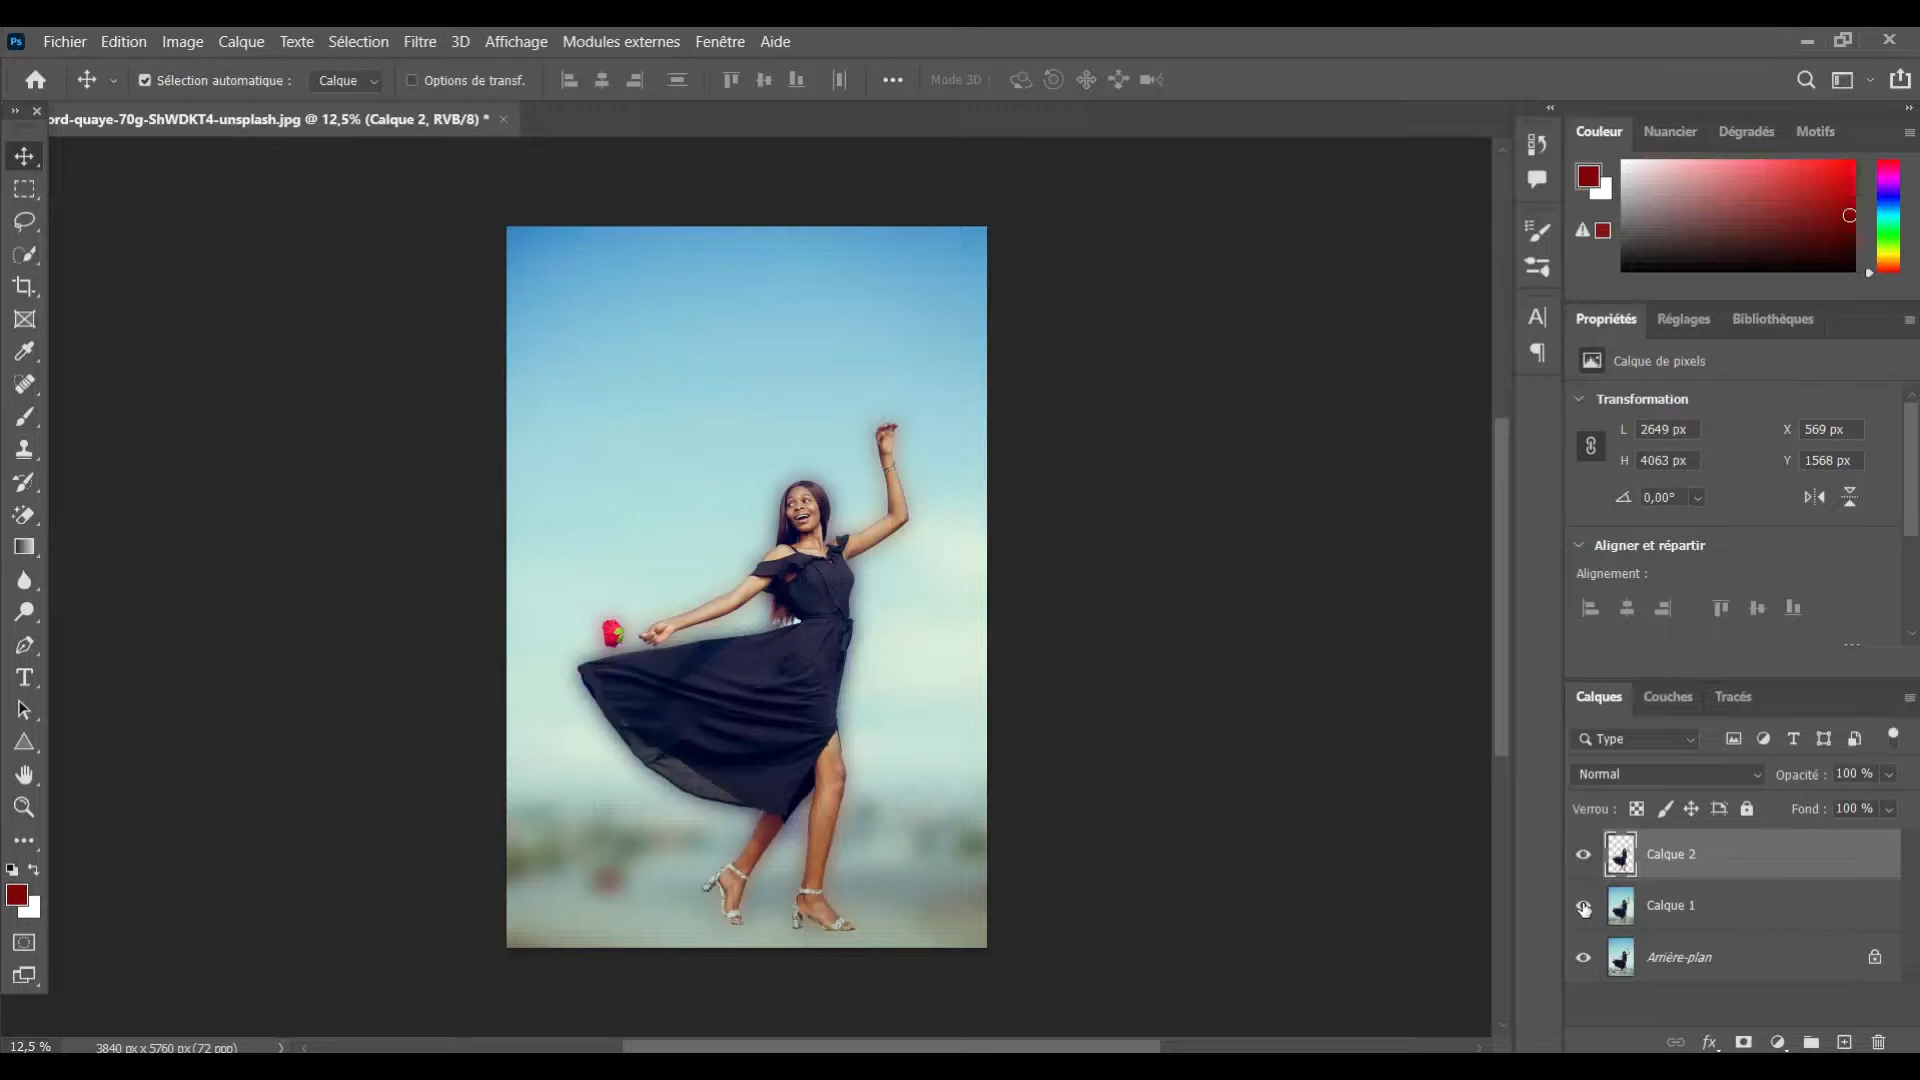 Ps Fichier Edition Image Calque Texte Sélection Filtre 3D Affichage Modules externes Fenêtre Aide
Sélection automatique : Calque Options de transf. Mode 3D :
ord-quaye-70g-ShWDKT4-unsplash.jpg @ 12,5% (Calque 2, RVB/8) *
Couleur Nuancier Dégradés Motifs
Propriétés Réglages Bibliothèques
Calque de pixels
Transformation
L 2649 px X 569 px
H 4063 px Y 1568 px
0,00°
Aligner et répartir
Alignement :
Calques Couches Tracés
Type
Normal Opacité : 100 %
Verrou : Fond : 100 %
Calque 2
Calque 1
Arrière-plan
fx
12,5 % 3840 px x 5760 px (72 ppp)